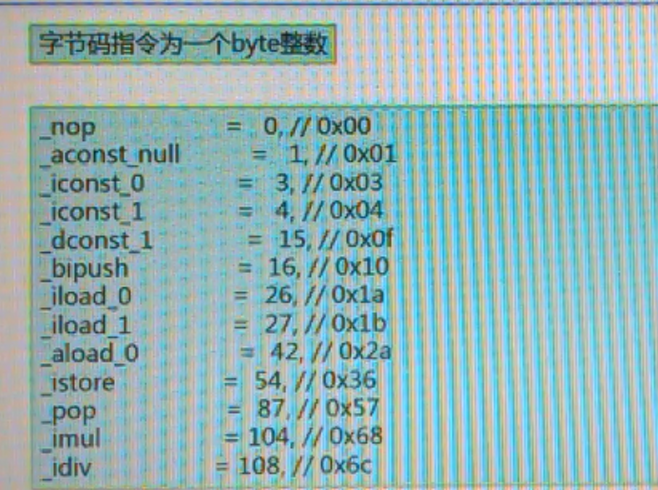 字节码指令为一个byte整数
_nop = 0, // 0x00
_aconst_null = 1, // 0x01
_iconst_0 = 3, // 0x03
_iconst_1 = 4, // 0x04
_dconst_1 = 15, // 0x0f
_bipush = 16, // 0x10
_iload_0 = 26, // 0x1a
_iload_1 = 27, // 0x1b
_aload_0 = 42, // 0x2a
_istore = 54, // 0x36
_pop = 87, // 0x57
_imul = 104, // 0x68
_idiv = 108, // 0x6c